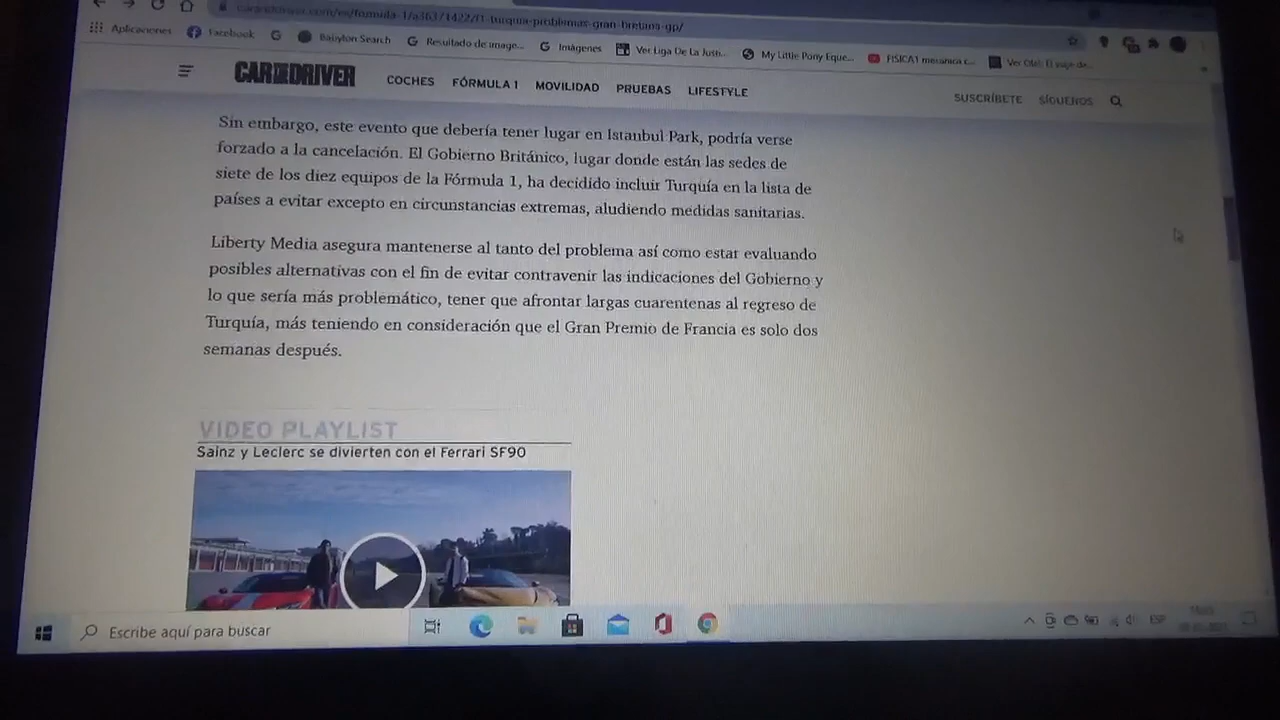 caranddriver.com/es/formula-1/a36371422/f1-turquia-problemas-gran-bretana-gp/
Aplicaciones Facebook Babylon Search Resultado de image... Imágenes Ver Liga De La Justi... My Little Pony Eque... FISICA1 mecánica c...
CAR AND DRIVER COCHES FÓRMULA 1 MOVILIDAD PRUEBAS LIFESTYLE SUSCRÍBETE SÍGUENOS
Sin embargo, este evento que debería tener lugar en Istanbul Park, podría verse
forzado a la cancelación. El Gobierno Británico, lugar donde están las sedes de
siete de los diez equipos de la Fórmula 1, ha decidido incluir Turquía en la lista de
países a evitar excepto en circunstancias extremas, aludiendo medidas sanitarias.
Liberty Media asegura mantenerse al tanto del problema así como estar evaluando
posibles alternativas con el fin de evitar contravenir las indicaciones del Gobierno y
lo que sería más problemático, tener que afrontar largas cuarentenas al regreso de
Turquía, más teniendo en consideración que el Gran Premio de Francia es solo dos
semanas después.
VIDEO PLAYLIST
Sainz y Leclerc se divierten con el Ferrari SF90
Escribe aquí para buscar
ESP